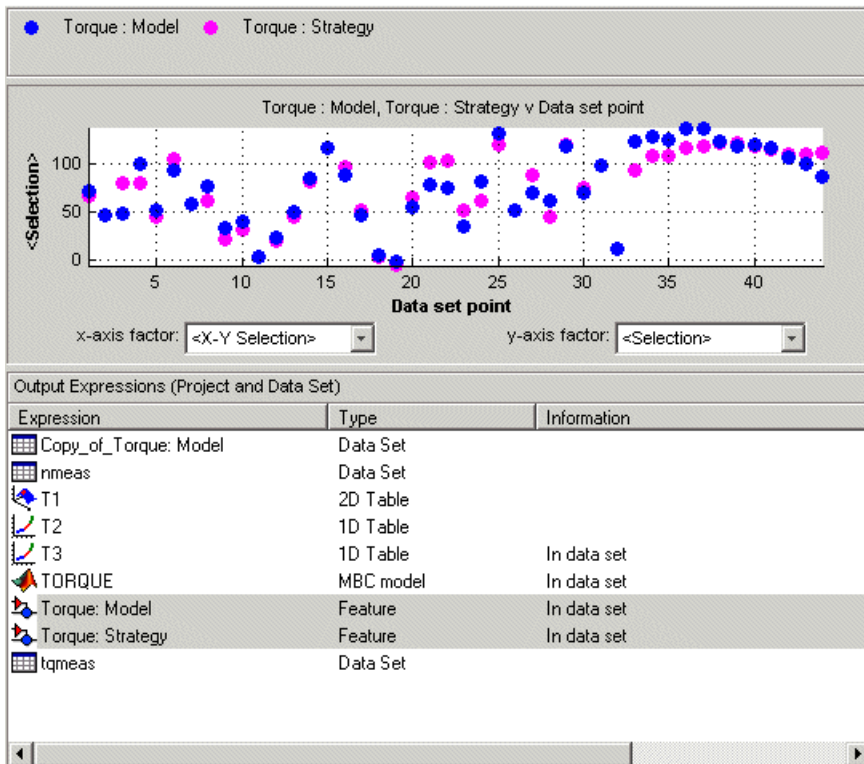 Torque : Model Torque : Strategy
Torque : Model, Torque : Strategy v Data set point
<Selection>
100
50
0
5 10 15 20 25 30 35 40
Data set point
x-axis factor: <X-Y Selection> y-axis factor: <Selection>
Output Expressions (Project and Data Set)
Expression Type Information
Copy_of_Torque: Model Data Set
nmeas Data Set
T1 2D Table
T2 1D Table
T3 1D Table In data set
TORQUE MBC model In data set
Torque: Model Feature In data set
Torque: Strategy Feature In data set
tqmeas Data Set